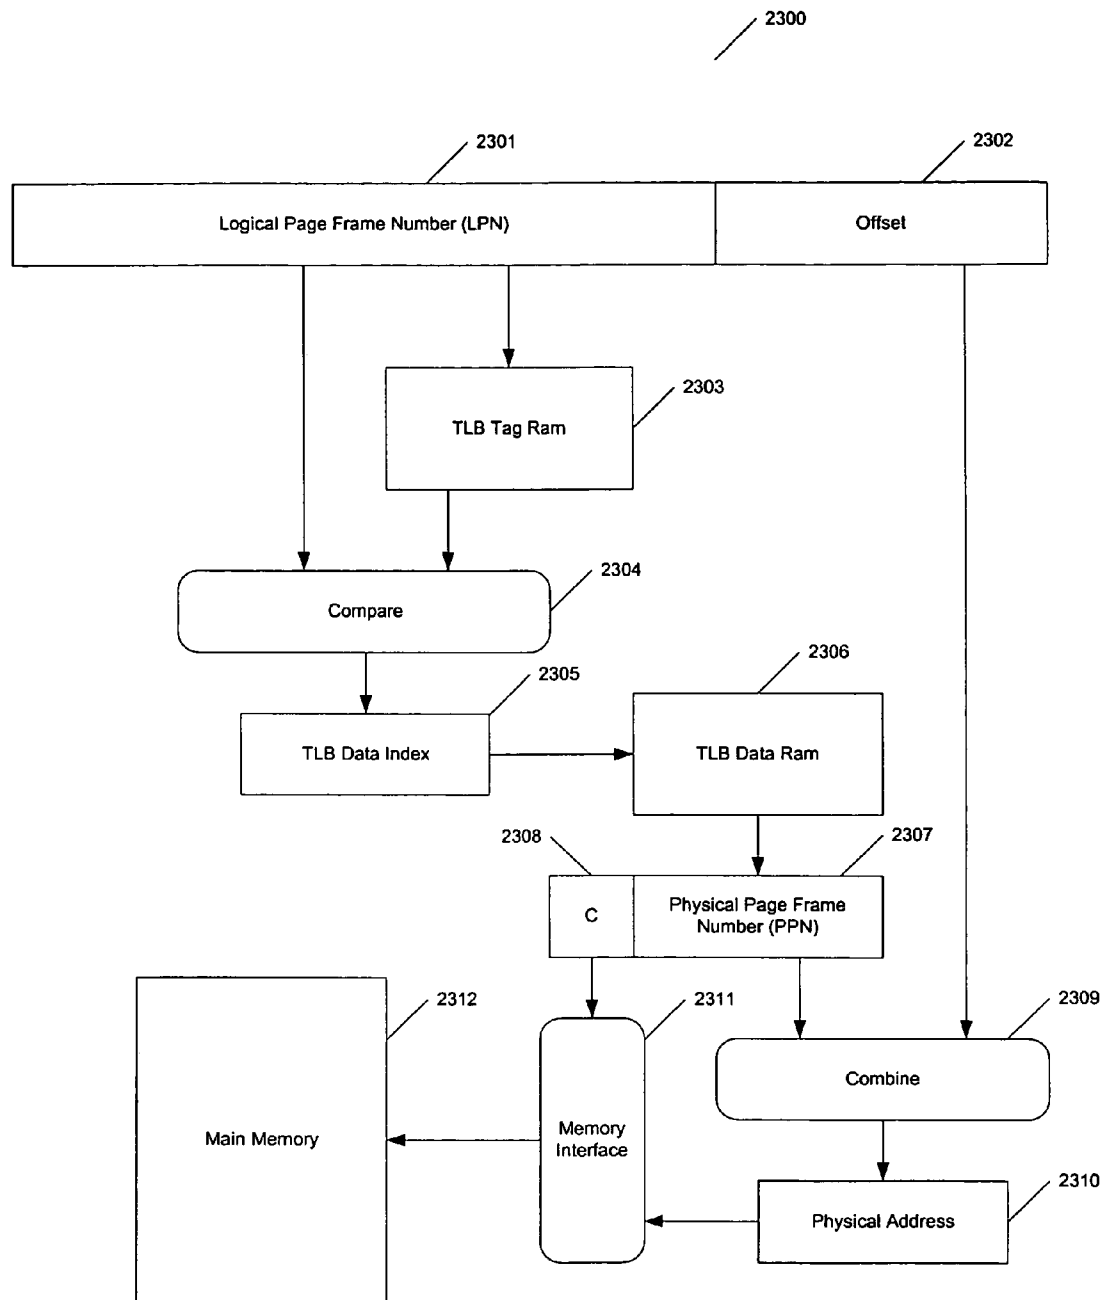 2300
2301
2302
Logical Page Frame Number (LPN)
Offset
2303
TLB Tag Ram
2304
Compare
2305
2306
TLB Data Index
TLB Data Ram
2308
2307
C
Physical Page Frame
Number (PPN)
2312
2311
2309
Combine
Main Memory
Memory
Interface
2310
Physical Address